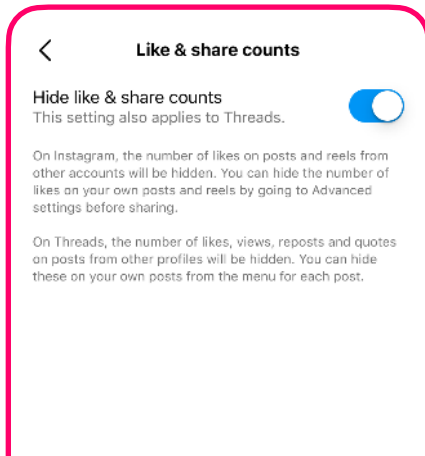 Like & share counts
Hide like & share counts
This setting also applies to Threads.
On Instagram, the number of likes on posts and reels from
other accounts will be hidden. You can hide the number of
likes on your own posts and reels by going to Advanced
settings before sharing.
On Threads, the number of likes, views, reposts and quotes
on posts from other profiles will be hidden. You can hide
these on your own posts from the menu for each post.